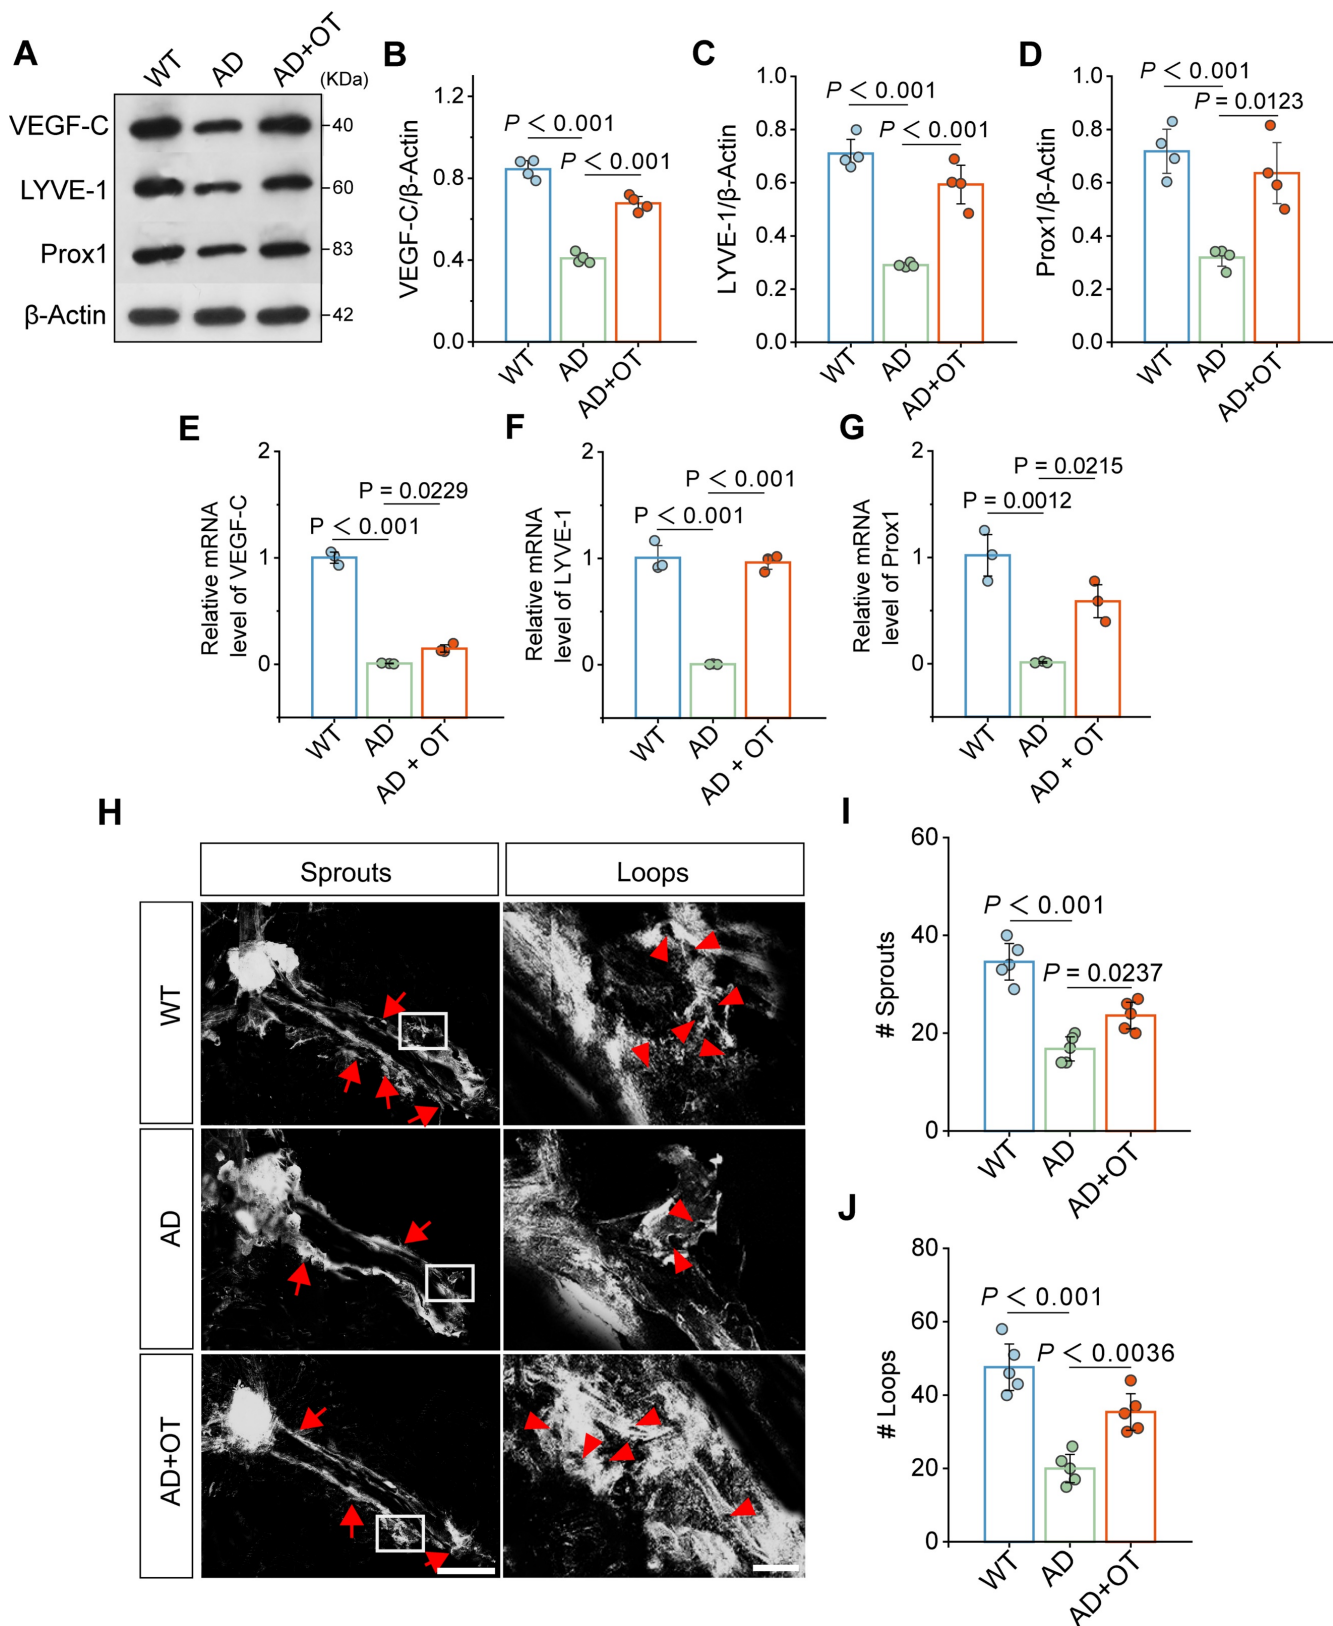 A
WT
AD
AD+OT
(KDa)
VEGF-C
40
LYVE-1
60
Prox1
83
β-Actin
42
B
VEGF-C/β-Actin
1.2
0.8
0.4
0.0
P < 0.001
P < 0.001
WT
AD
AD+OT
C
LYVE-1/β-Actin
1.0
0.8
0.6
0.4
0.2
0.0
P < 0.001
P < 0.001
WT
AD
AD+OT
D
Prox1/β-Actin
1.0
0.8
0.6
0.4
0.2
0.0
P < 0.001
P = 0.0123
WT
AD
AD+OT
E
Relative mRNA
level of VEGF-C
2
1
0
P = 0.0229
P < 0.001
WT
AD
AD + OT
F
Relative mRNA
level of LYVE-1
2
1
0
P < 0.001
P < 0.001
WT
AD
AD + OT
G
Relative mRNA
level of Prox1
2
1
0
P = 0.0215
P = 0.0012
WT
AD
AD + OT
H
Sprouts
Loops
WT
AD
AD+OT
I
# Sprouts
60
40
20
0
P < 0.001
P = 0.0237
WT
AD
AD+OT
J
# Loops
80
60
40
20
0
P < 0.001
P < 0.0036
WT
AD
AD+OT